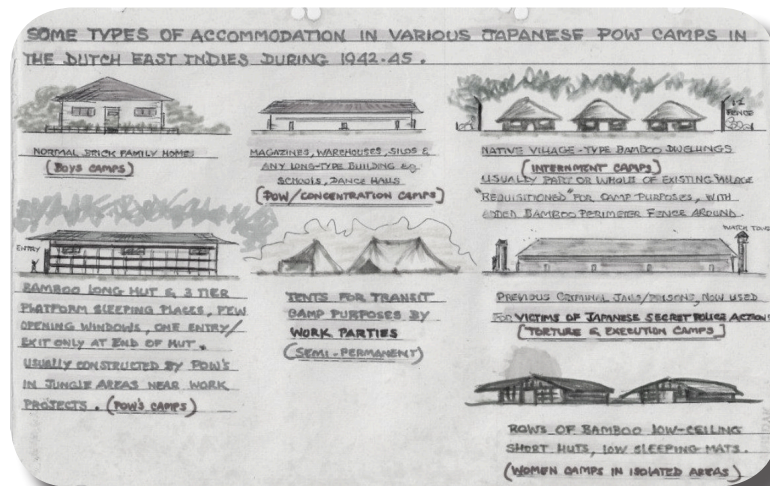 SOME TYPES OF ACCOMMODATION IN VARIOUS JAPANESE POW CAMPS IN
THE DUTCH EAST INDIES DURING 1942-45.
NORMAL BRICK FAMILY HOMES
(BOYS CAMPS)
MAGAZINES, WAREHOUSES, SILOS &
ANY LONG-TYPE BUILDING EG.
SCHOOLS, DANCE HALLS
(POW/CONCENTRATION CAMPS)
FENCE
NATIVE VILLAGE-TYPE BAMBOO DWELLINGS
(INTERNMENT CAMPS)
USUALLY PART OR WHOLE OF EXISTING VILLAGE
"REQUISITIONED" FOR CAMP PURPOSES, WITH
ADDED BAMBOO PERIMETER FENCE AROUND.
ENTRY
BAMBOO LONG HUT & 3 TIER
PLATFORM SLEEPING PLACES, FEW
OPENING WINDOWS, ONE ENTRY/
EXIT ONLY AT END OF HUT.
USUALLY CONSTRUCTED BY POW'S
IN JUNGLE AREAS NEAR WORK
PROJECTS. (POW'S CAMPS)
TENTS FOR TRANSIT
CAMP PURPOSES BY
WORK PARTIES
(SEMI-PERMANENT)
WATCH TOWER
PREVIOUS CRIMINAL JAILS/PRISONS, NOW USED
FOR VICTIMS OF JAPANESE SECRET POLICE ACTIONS
(TORTURE & EXECUTION CAMPS)
ROWS OF BAMBOO LOW-CEILING
SHORT HUTS, LOW SLEEPING MATS.
(WOMEN CAMPS IN ISOLATED AREAS)